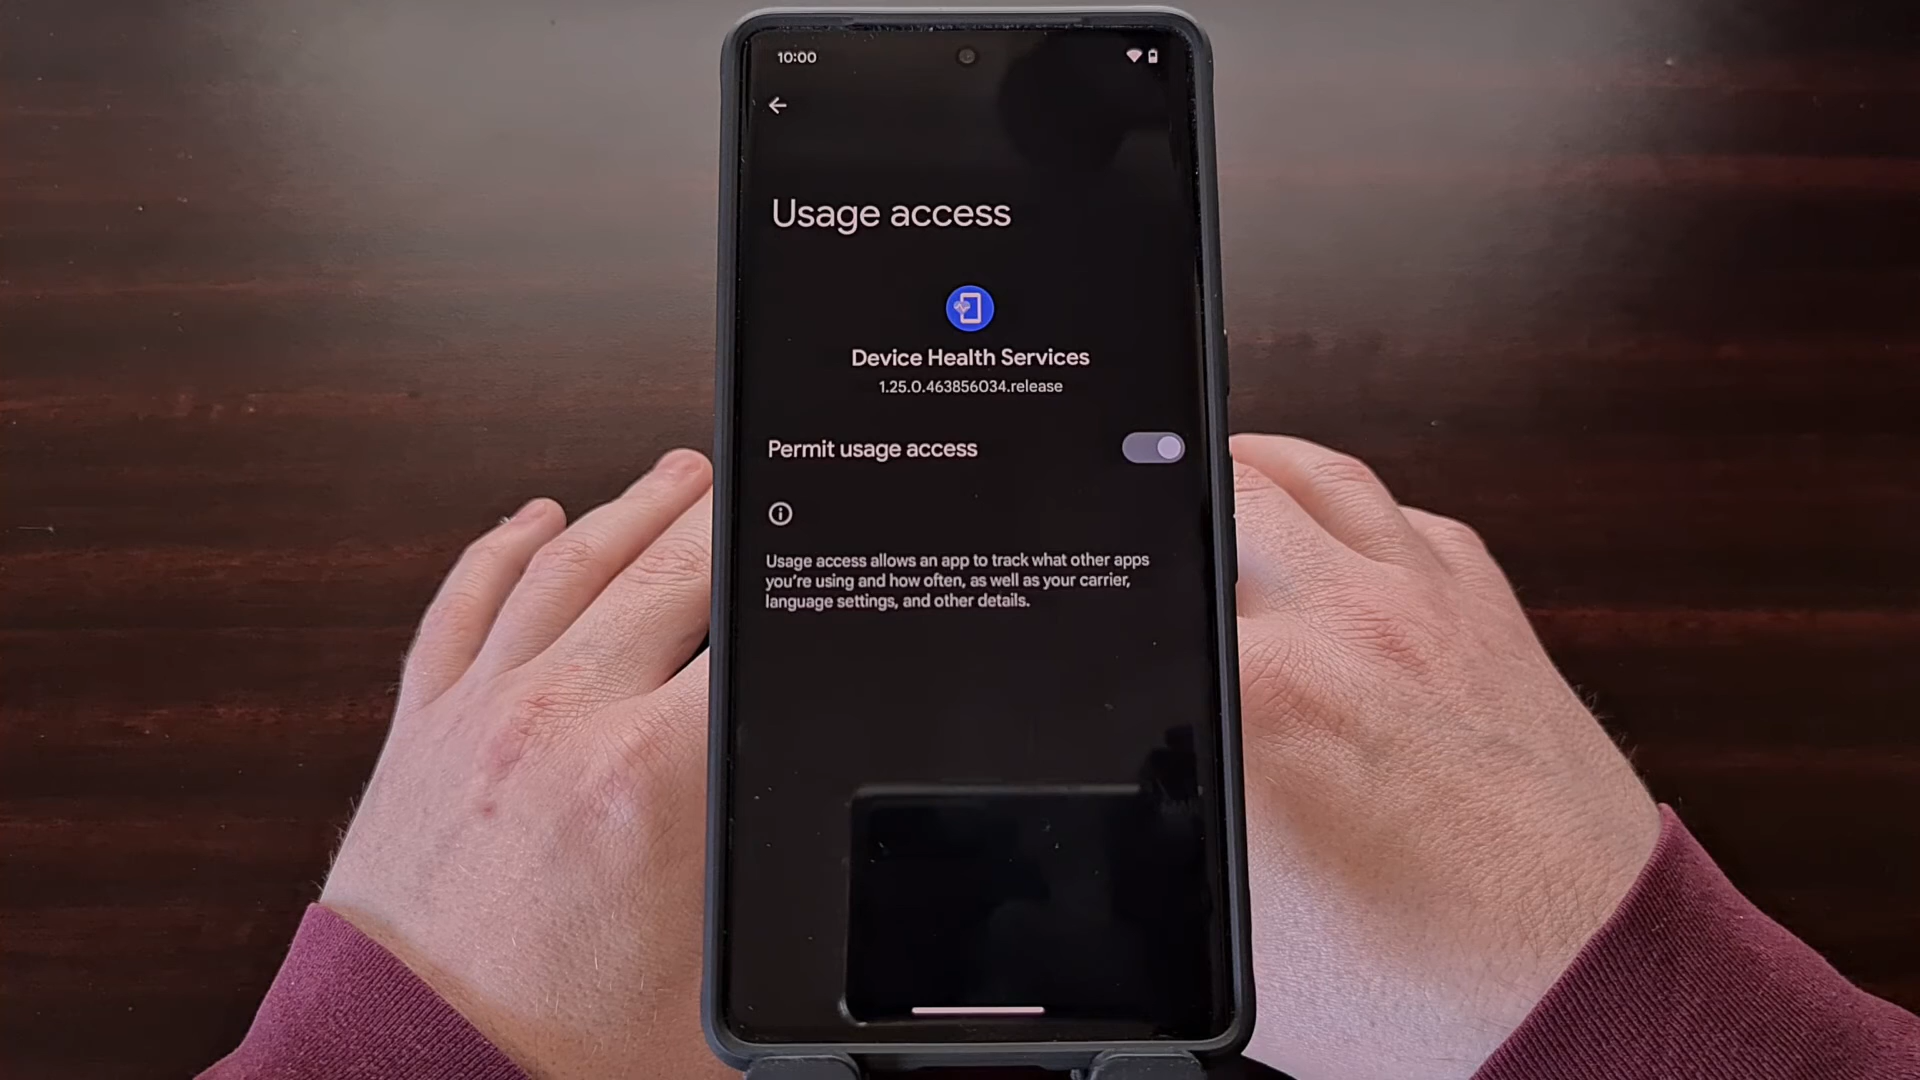 10:00
Usage access
Device Health Services
1.25.0.463856034.release
Permit usage access
Usage access allows an app to track what other apps
you're using and how often, as well as your carrier,
language settings, and other details.